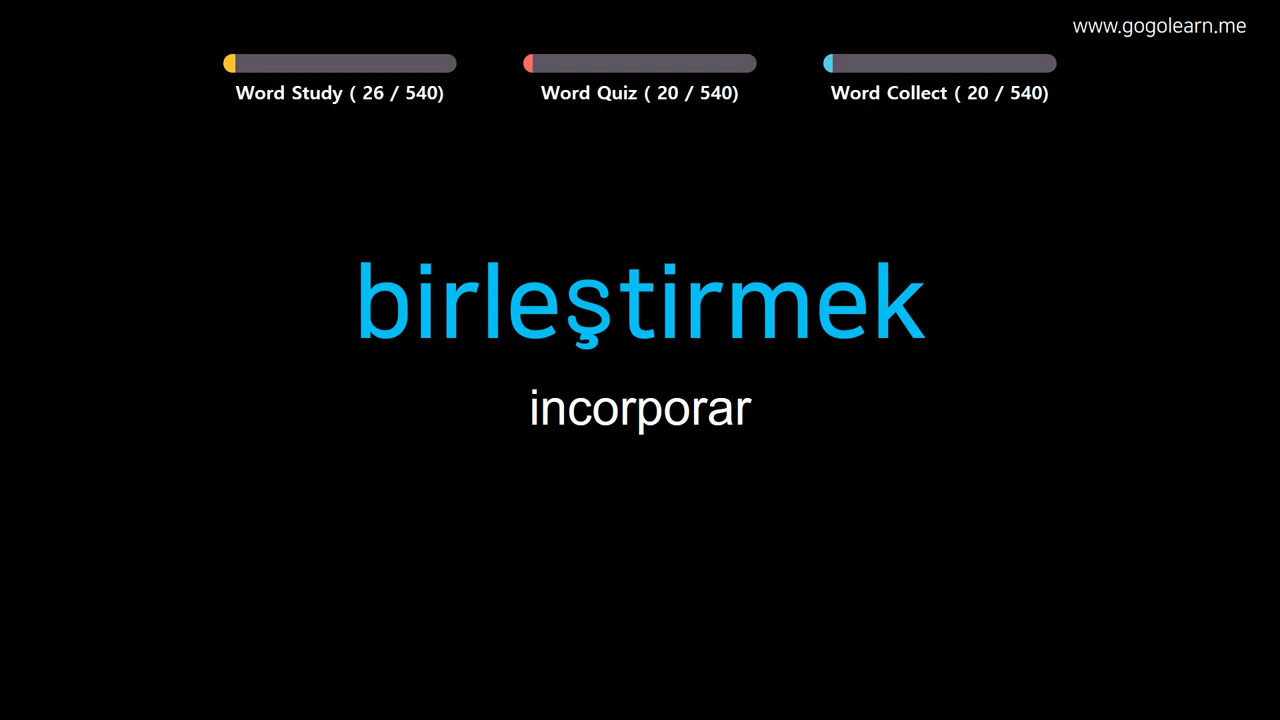 www.gogolearn.me
Word Study ( 26 / 540)
Word Quiz ( 20 / 540)
Word Collect ( 20 / 540)
birleştirmek
incorporar